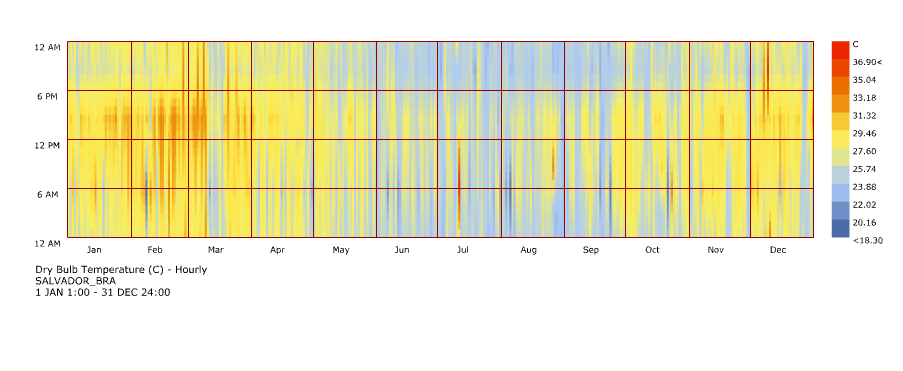 12 AM
6 PM
12 PM
6 AM
12 AM
Jan Feb Mar Apr May Jun Jul Aug Sep Oct Nov Dec
C
36.90<
35.04
33.18
31.32
29.46
27.60
25.74
23.88
22.02
20.16
<18.30
Dry Bulb Temperature (C) - Hourly
SALVADOR_BRA
1 JAN 1:00 - 31 DEC 24:00